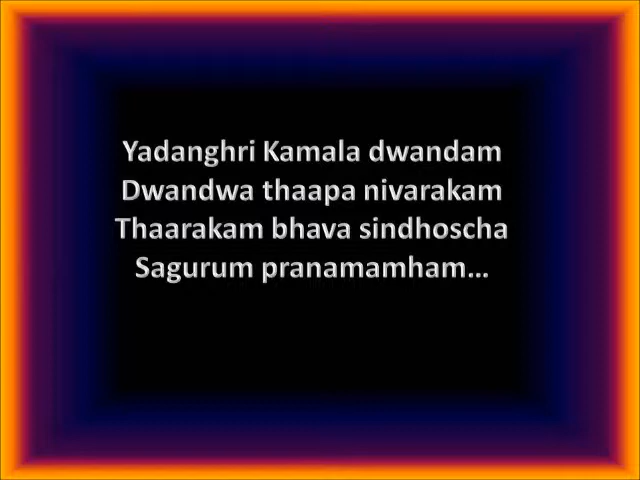 Yadanghri Kamala dwandam
Dwandwa thaapa nivarakam
Thaarakam bhava sindhoscha
Sagurum pranamamham...